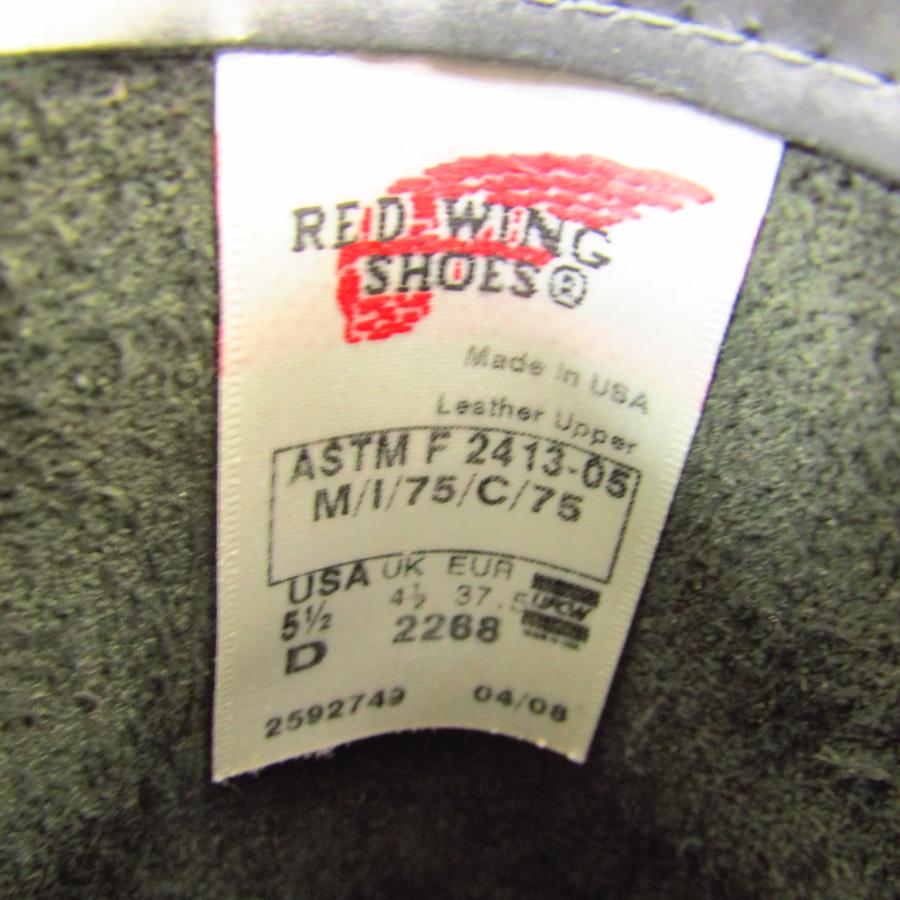 RED WING
SHOES®
Made in USA
Leather Upper
ASTM F 2413-05
M/I/75/C/75
USA UK EUR
5½ 4½ 37.5
D 2268
UFCW
2592749 04/08